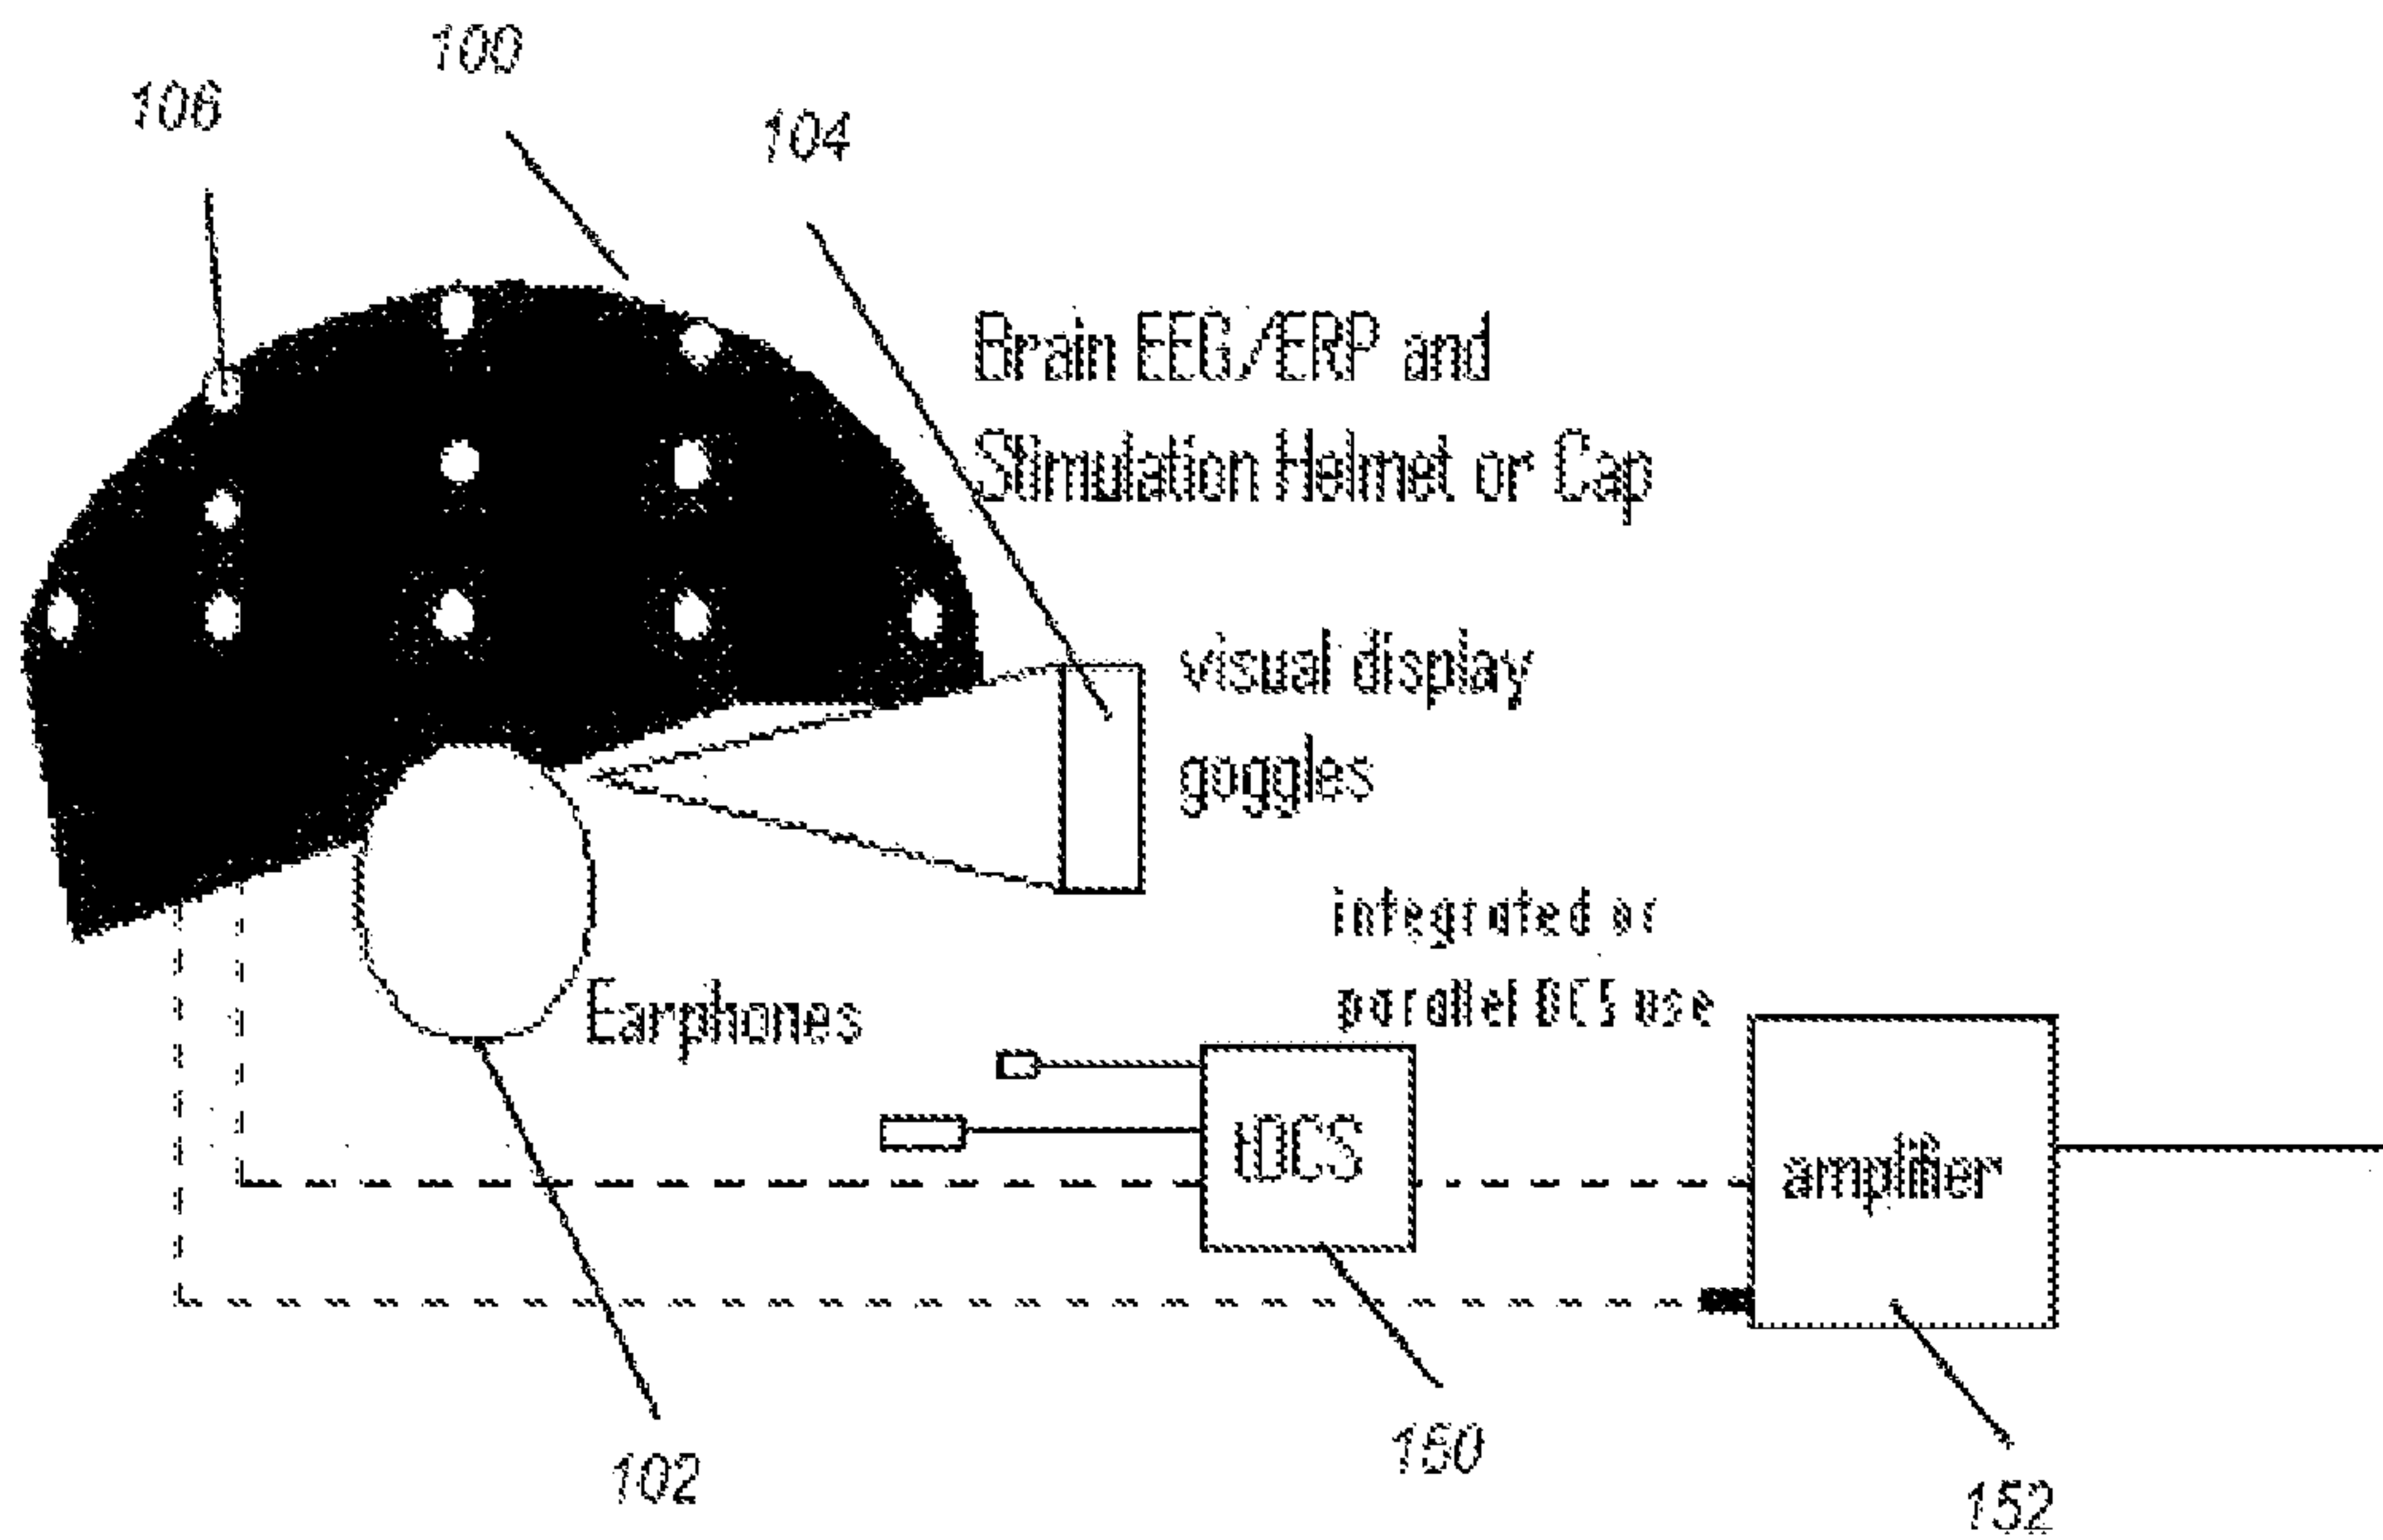 100
106
104
Brain EEG/ERP and
Stimulation Helmet or Cap
visual display
goggles
integrated or
parallel DCS use
Earphones
tDCS
amplifier
102
150
152